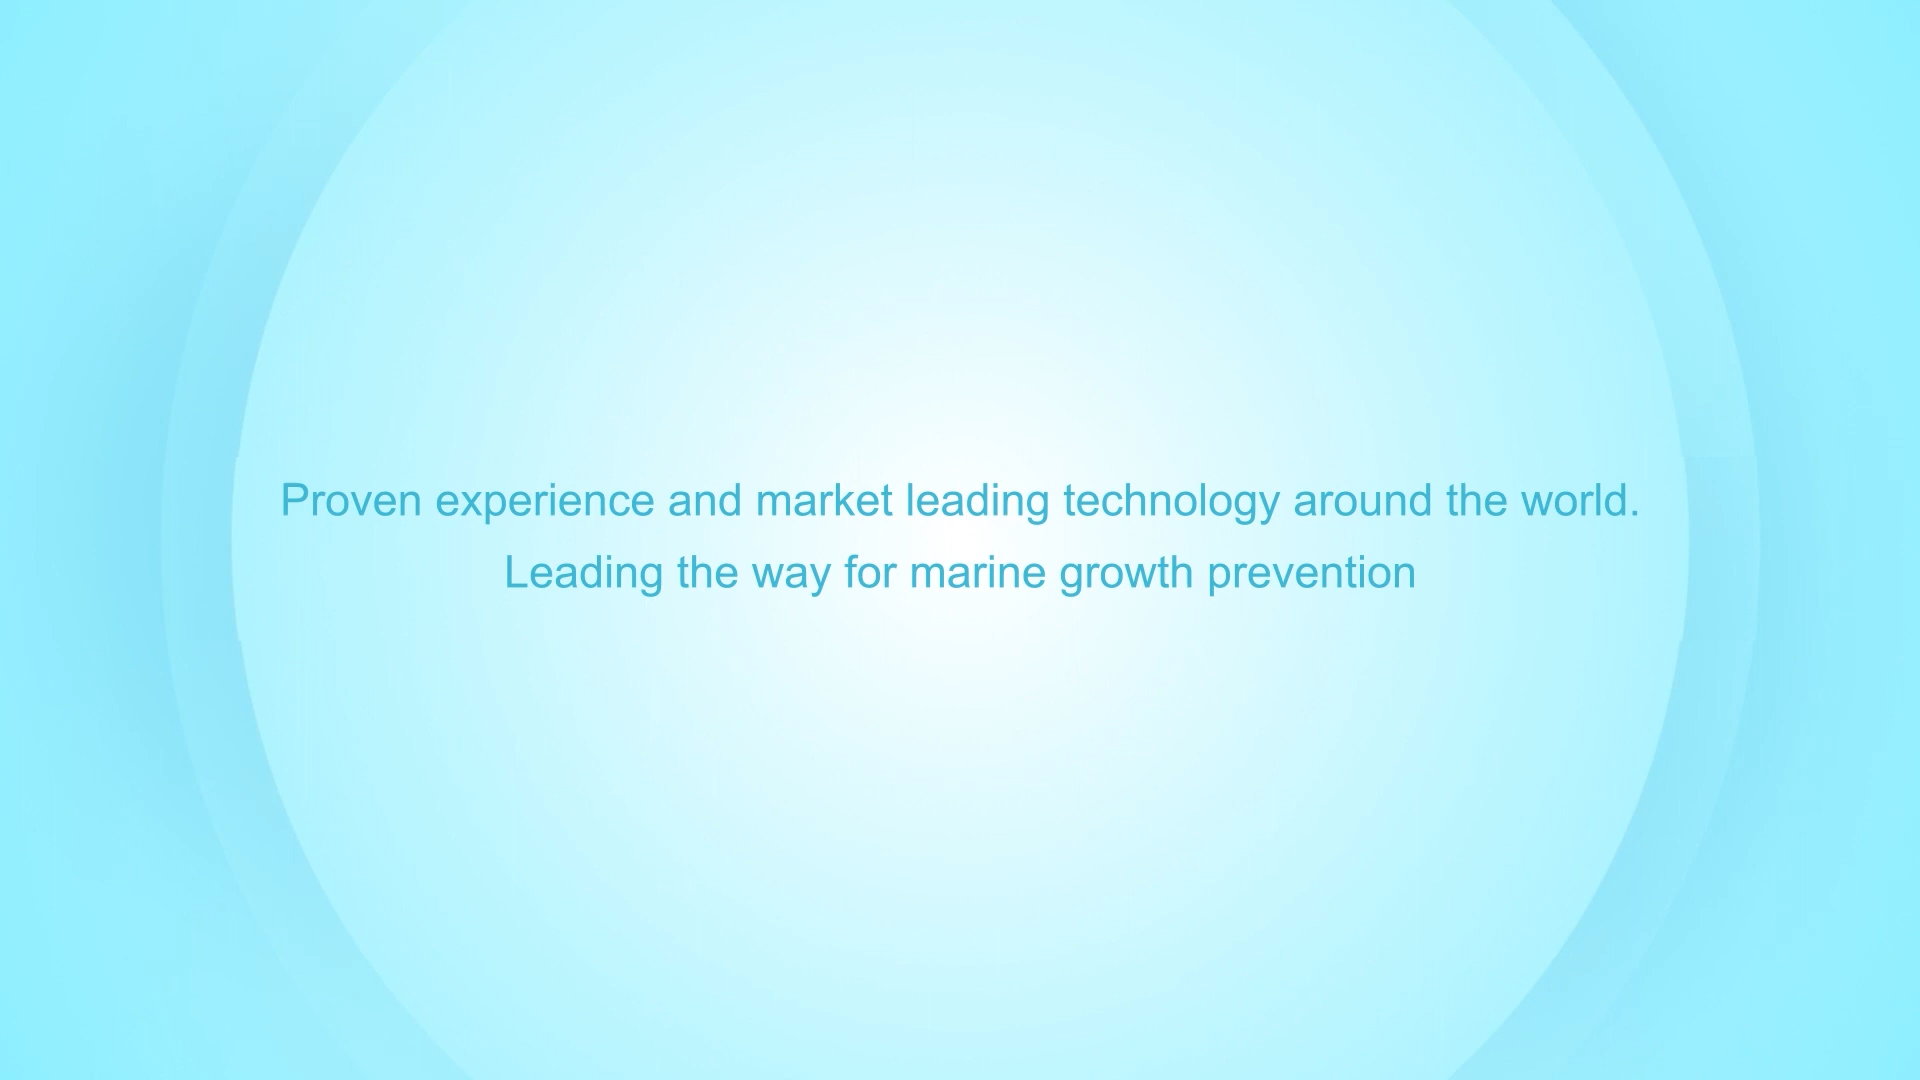 Proven experience and market leading technology around the world.
Leading the way for marine growth prevention